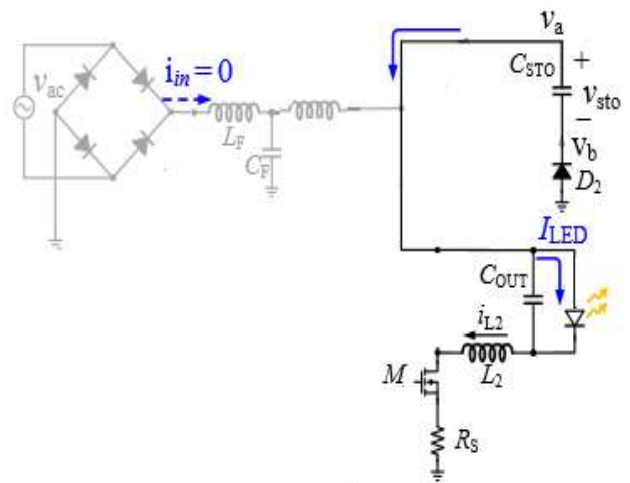 v_a
C_STO
+
v_sto
−
V_b
D_2
v_ac
i_in = 0
L_F
C_F
I_LED
C_OUT
i_L2
L_2
M
R_S